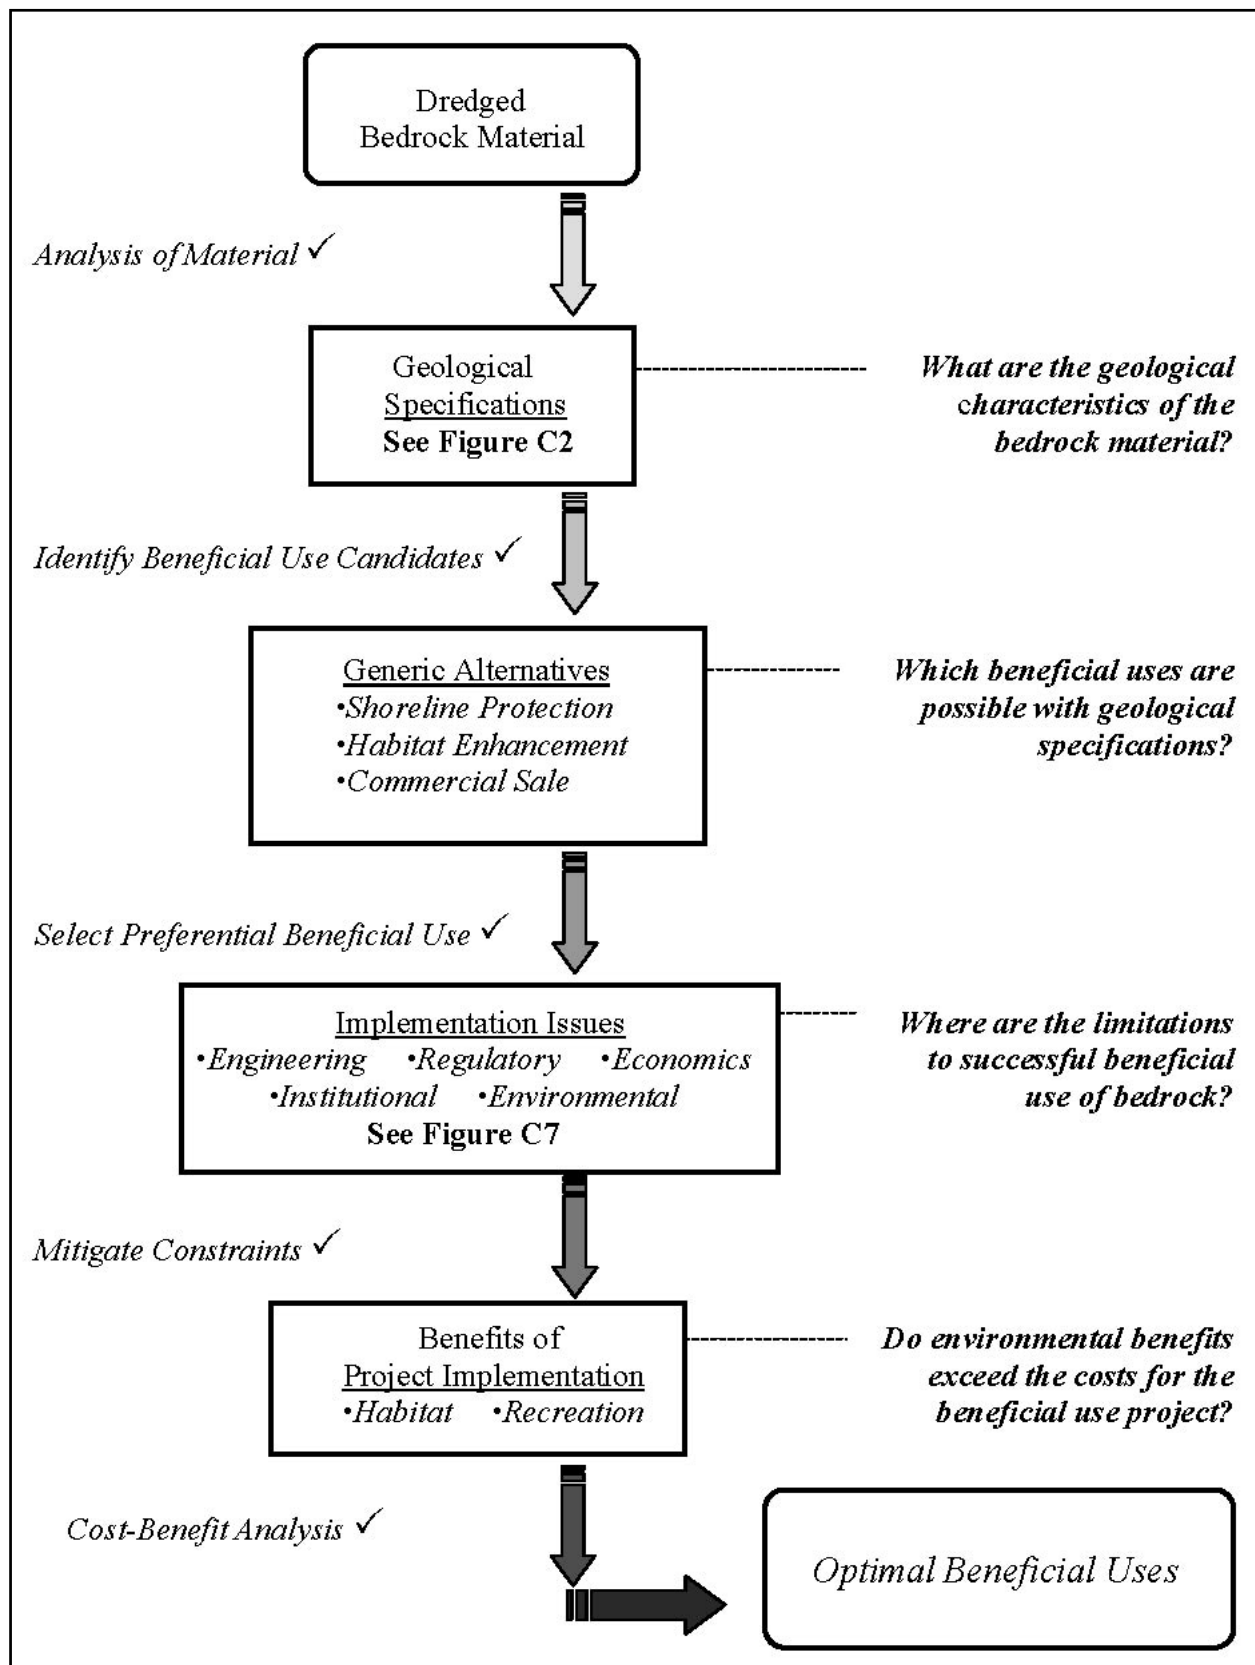 Dredged
Bedrock Material
Analysis of Material ✓
Geological
Specifications
See Figure C2
What are the geological
characteristics of the
bedrock material?
Identify Beneficial Use Candidates ✓
Generic Alternatives
•Shoreline Protection
•Habitat Enhancement
•Commercial Sale
Which beneficial uses are
possible with geological
specifications?
Select Preferential Beneficial Use ✓
Implementation Issues
•Engineering •Regulatory •Economics
•Institutional •Environmental
See Figure C7
Where are the limitations
to successful beneficial
use of bedrock?
Mitigate Constraints ✓
Benefits of
Project Implementation
•Habitat •Recreation
Do environmental benefits
exceed the costs for the
beneficial use project?
Cost-Benefit Analysis ✓
Optimal Beneficial Uses